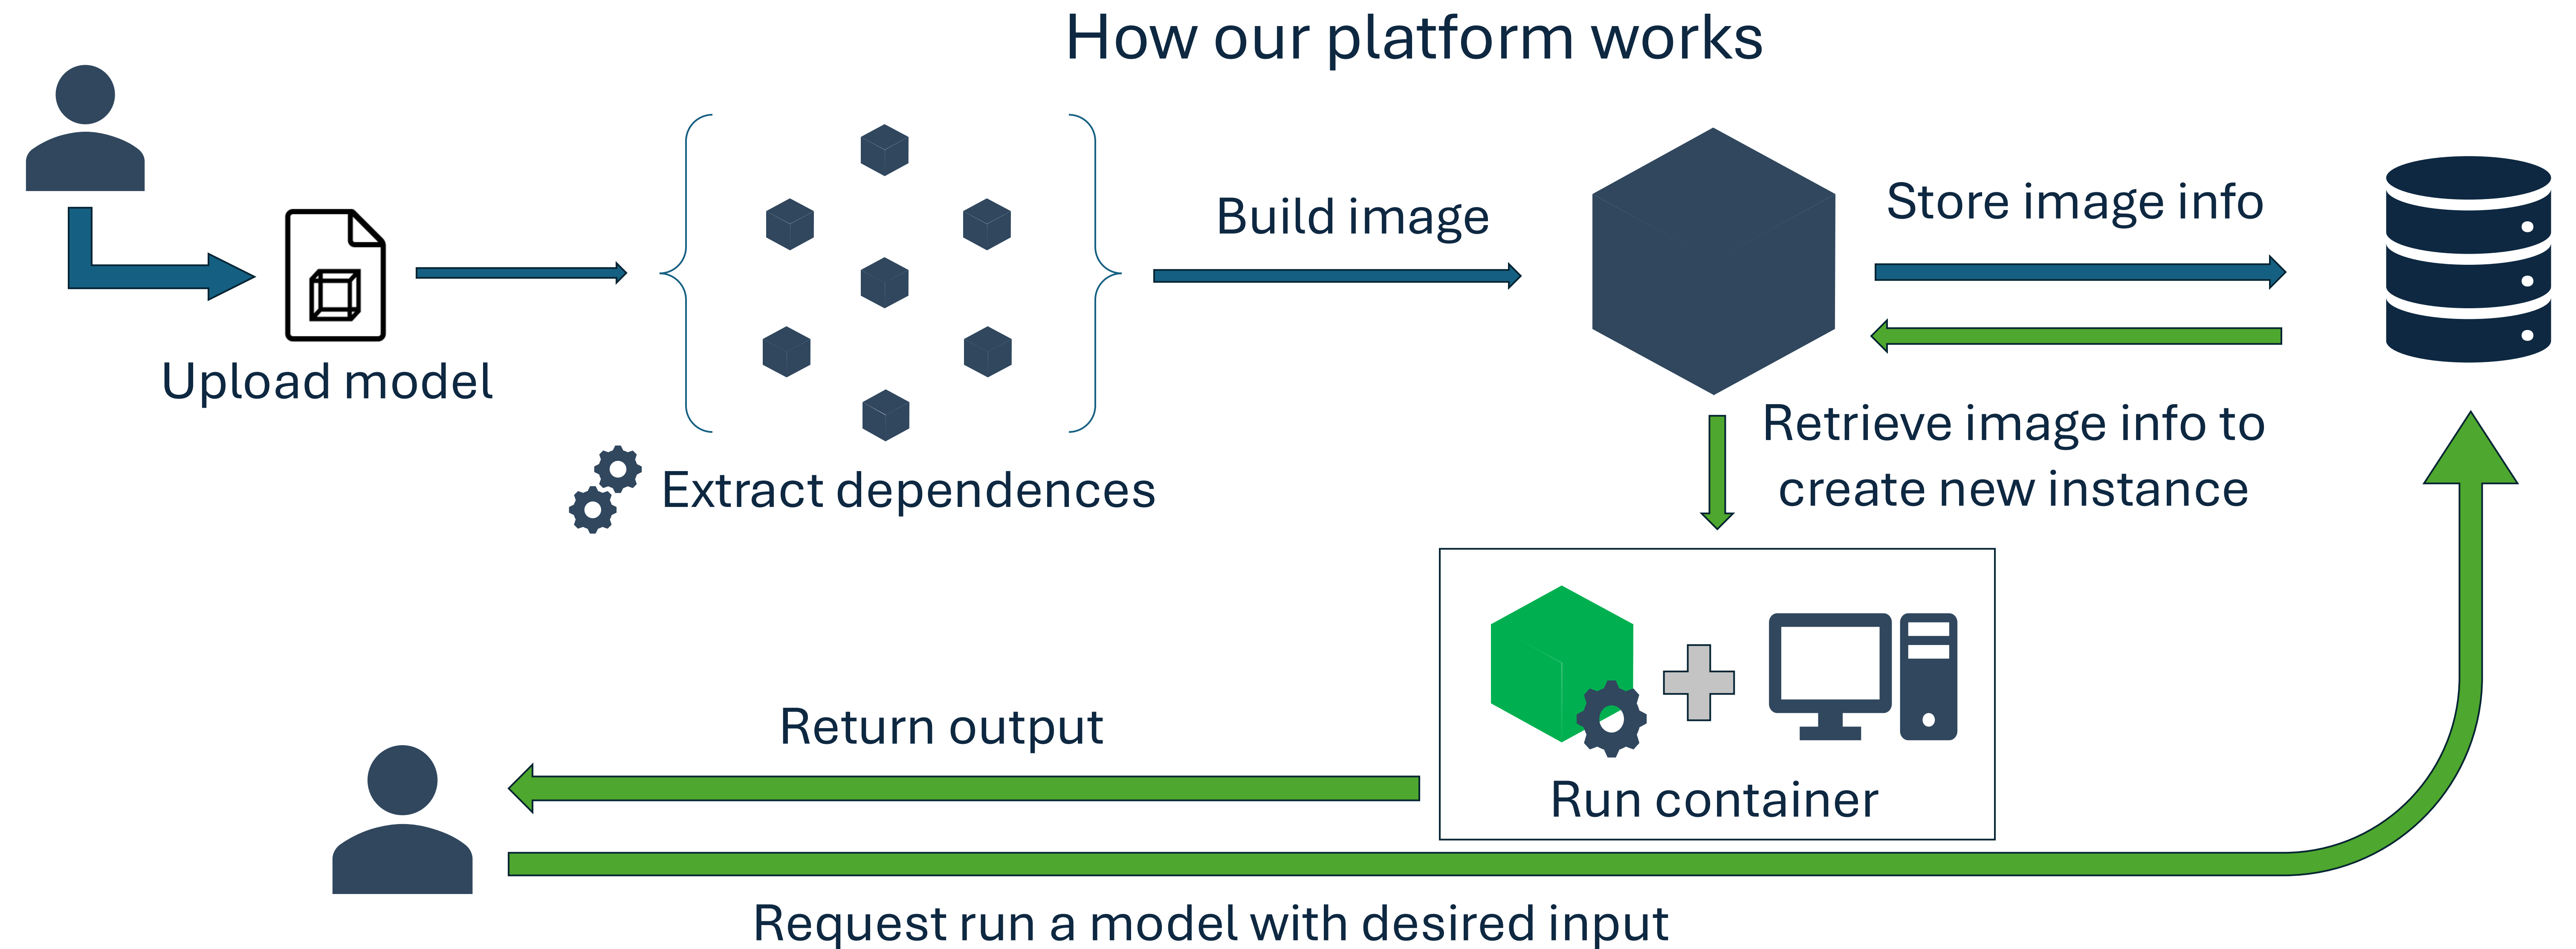 How our platform works
Upload model
Extract dependences
Build image
Store image info
Retrieve image info to
create new instance
Run container
Return output
Request run a model with desired input